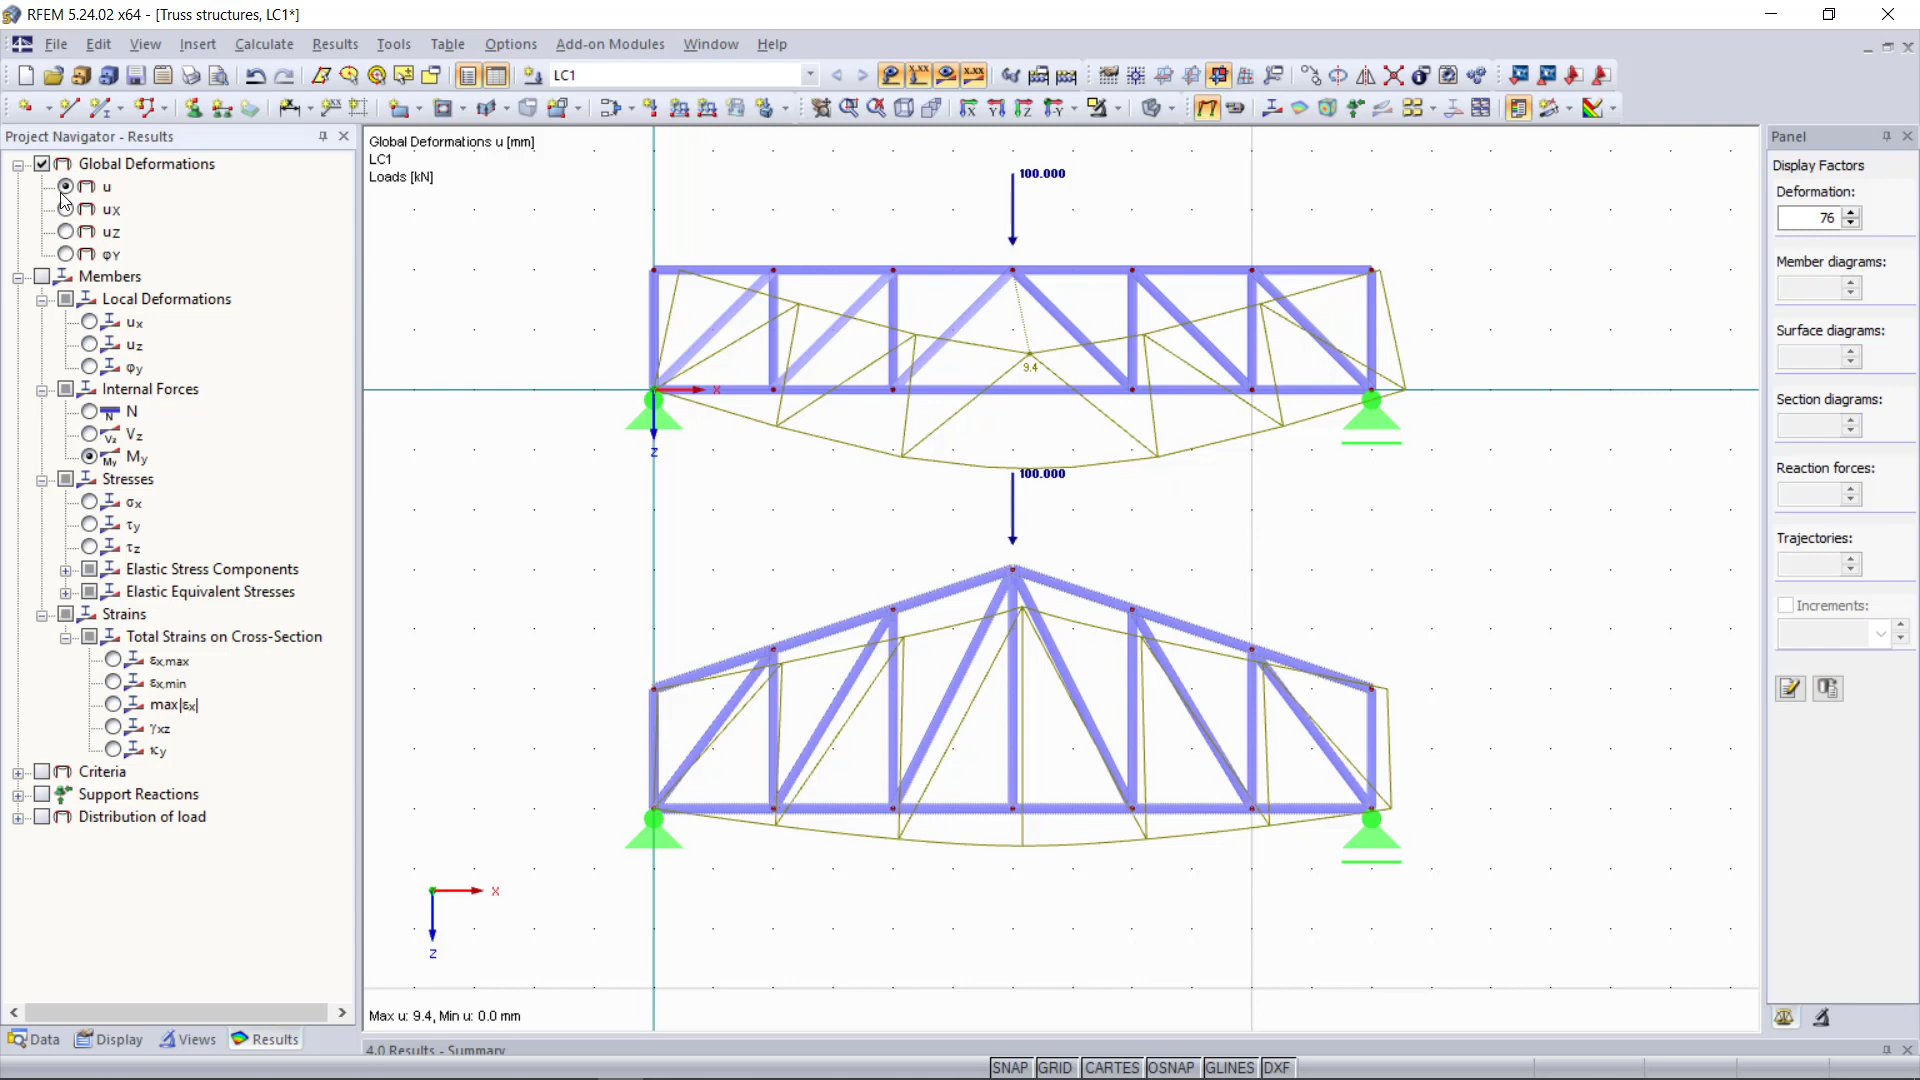 RFEM 5.24.02 x64 - [Truss structures, LC1*]
File Edit View Insert Calculate Results Tools Table Options Add-on Modules Window Help
LC1
Project Navigator - Results
Global Deformations
u
uX
uZ
φY
Members
Local Deformations
ux
uz
φy
Internal Forces
N
Vz
My
Stresses
σx
τy
τz
Elastic Stress Components
Elastic Equivalent Stresses
Strains
Total Strains on Cross-Section
εx,max
εx,min
max|εx|
γxz
κy
Criteria
Support Reactions
Distribution of load
Data Display Views Results
Global Deformations u [mm]
LC1
Loads [kN]
100.000
9.4
X
Z
100.000
X
Z
Max u: 9.4, Min u: 0.0 mm
4.0 Results - Summary
Panel
Display Factors
Deformation:
76
Member diagrams:
Surface diagrams:
Section diagrams:
Reaction forces:
Trajectories:
Increments:
SNAP GRID CARTES OSNAP GLINES DXF